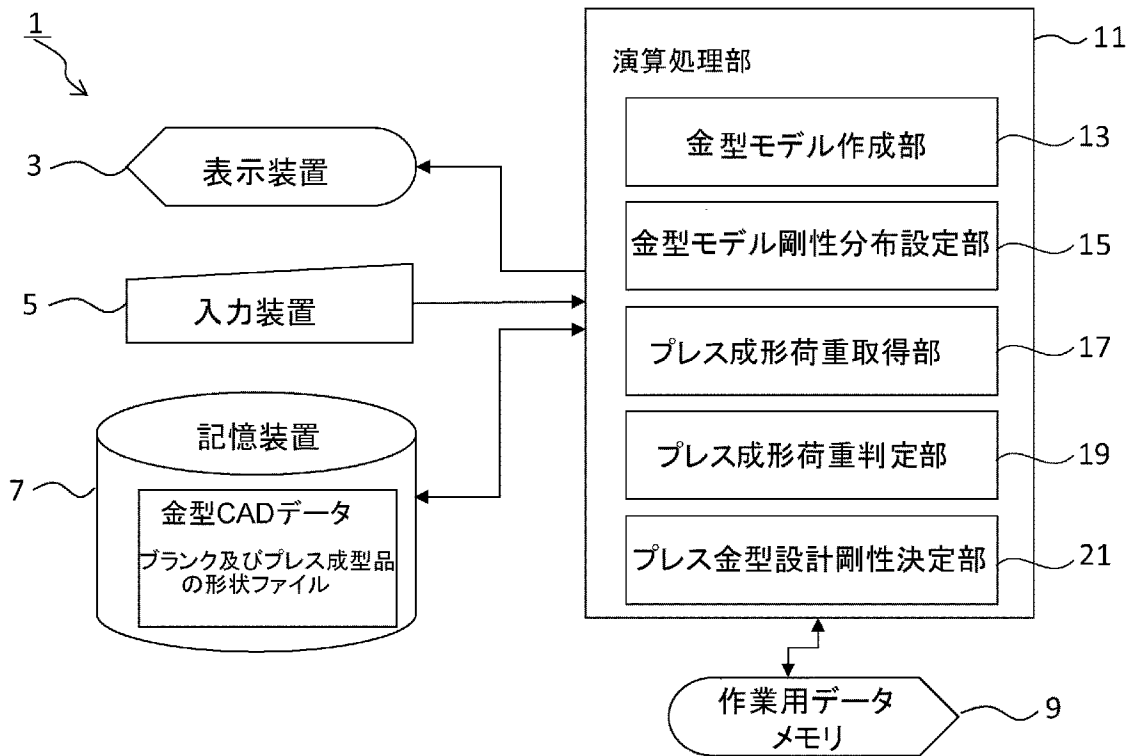 1
3
表示装置
5
入力装置
7
記憶装置
金型CADデータ
ブランク及びプレス成型品
の形状ファイル
演算処理部
11
金型モデル作成部
13
金型モデル剛性分布設定部
15
プレス成形荷重取得部
17
プレス成形荷重判定部
19
プレス金型設計剛性決定部
21
作業用データ
メモリ
9